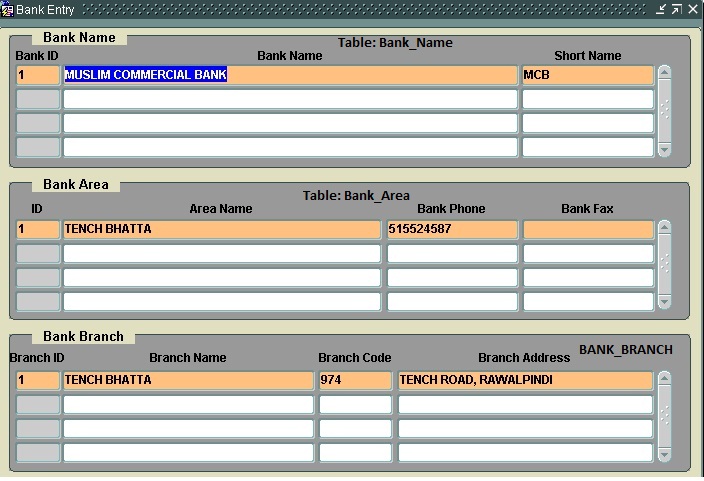 Bank Entry
Bank Name
Table: Bank_Name
Bank ID Bank Name Short Name
1 MUSLIM COMMERCIAL BANK MCB
Bank Area
Table: Bank_Area
ID Area Name Bank Phone Bank Fax
1 TENCH BHATTA 515524587
Bank Branch
BANK_BRANCH
Branch ID Branch Name Branch Code Branch Address
1 TENCH BHATTA 974 TENCH ROAD, RAWALPINDI